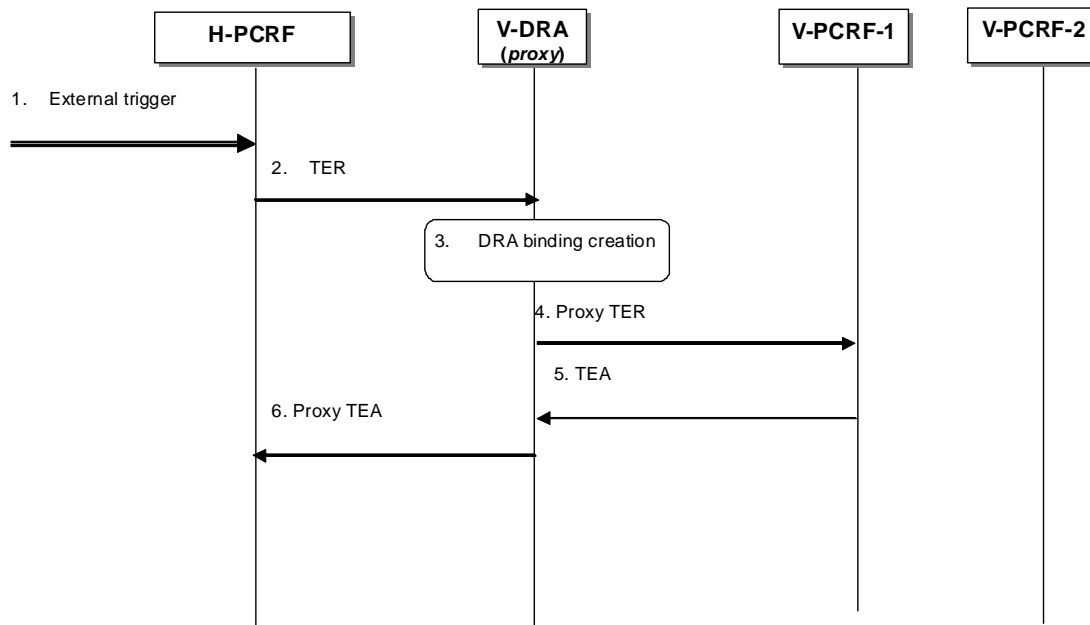 H-PCRF
V-DRA
(proxy)
V-PCRF-1
V-PCRF-2
1. External trigger
2. TER
3. DRA binding creation
4. Proxy TER
5. TEA
6. Proxy TEA